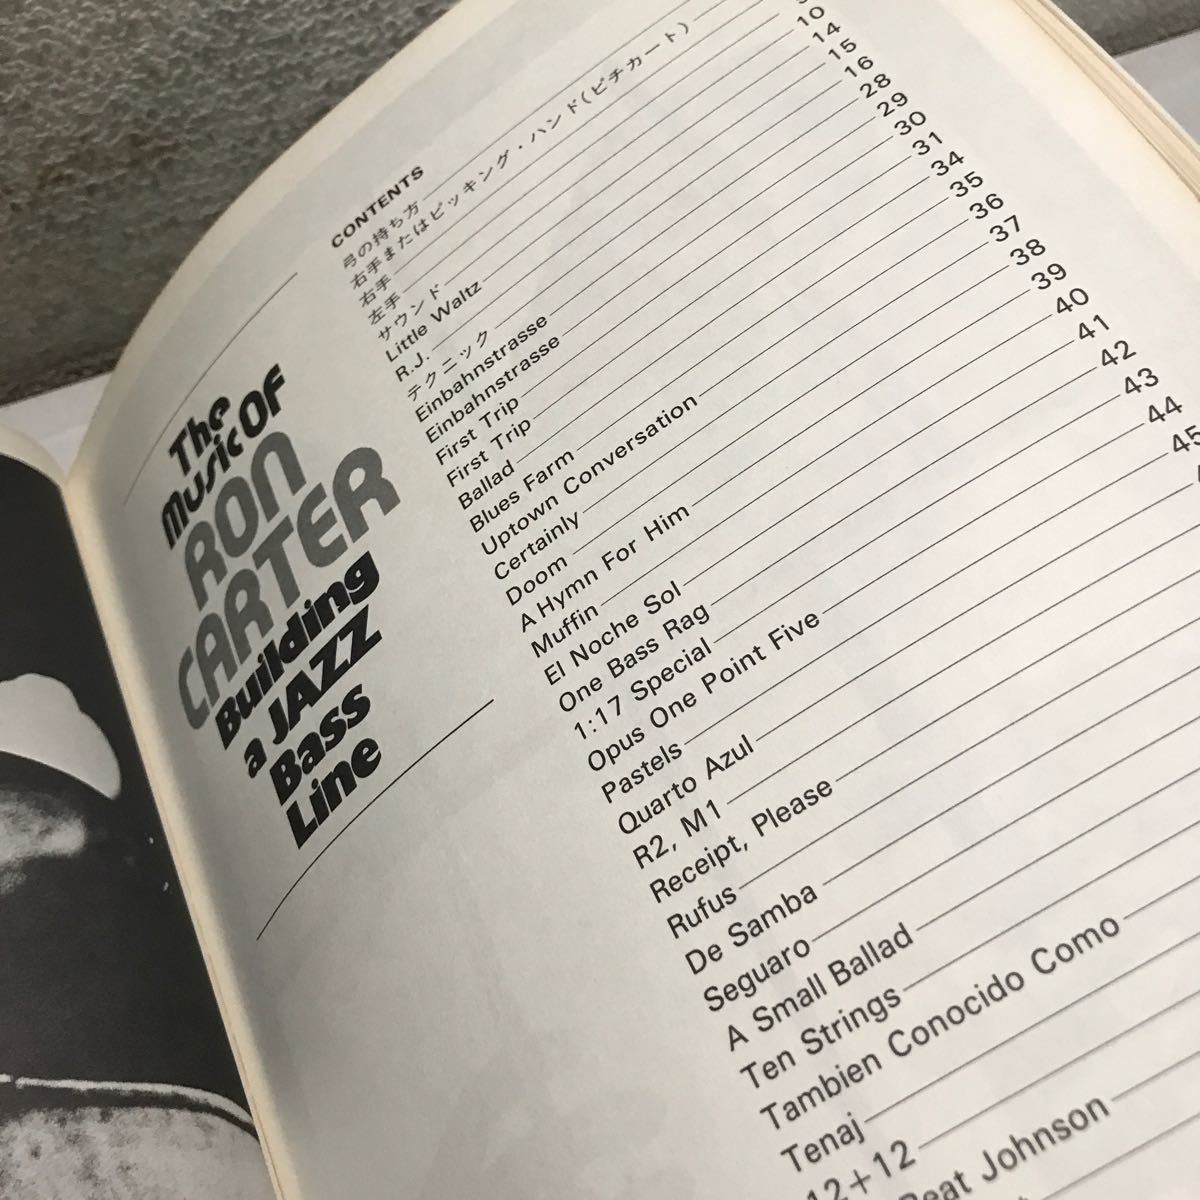 The
Music OF
RON
CARTER
Building
a JAZZ
Bass
Line
CONTENTS
弓の持ち方
右手またはピッキング・ハンド(ピチカート)
右手
左手
サウンド
Little Waltz
R.J.
テクニック
Einbahnstrasse
Einbahnstrasse
First Trip
First Trip
Ballad
Blues Farm
Uptown Conversation
Certainly
Doom
A Hymn For Him
Muffin
El Noche Sol
One Bass Rag
1:17 Special
Opus One Point Five
Pastels
Quarto Azul
R2, M1
Receipt, Please
Rufus
De Samba
Seguaro
A Small Ballad
Ten Strings
Tambien Conocido Como
Tenaj
12+12
Beat Johnson
10
14
15
16
28
29
30
31
34
35
36
37
38
39
40
41
42
43
44
45